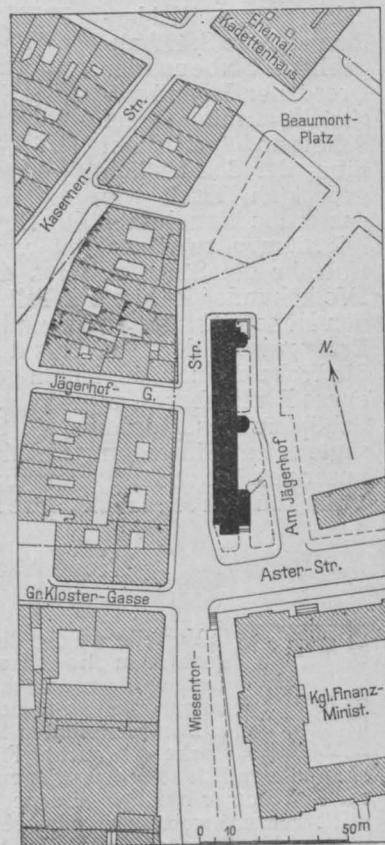 Ehemal.
Kadettenhaus
Beaumont-
Platz
Kasernen-
Str.
Jägerhof- G.
Str.
N.
Am Jägerhof
Aster-Str.
Gr. Kloster-Gasse
Wiesentor-
Kgl. Finanz-
Minist.
0 10 50 m